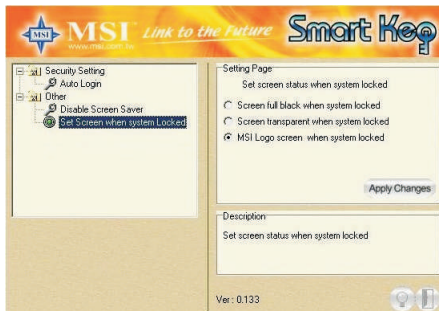 MSI
MSI Link to the Future Smart Key
www.msi.com.tw
Security Setting
Auto Login
Other
Disable Screen Saver
Set Screen when system Locked
Setting Page
Set screen status when system locked
Screen full black when system locked
Screen transparent when system locked
MSI Logo screen when system locked
Apply Changes
Description
Set screen status when system locked
Ver : 0.133